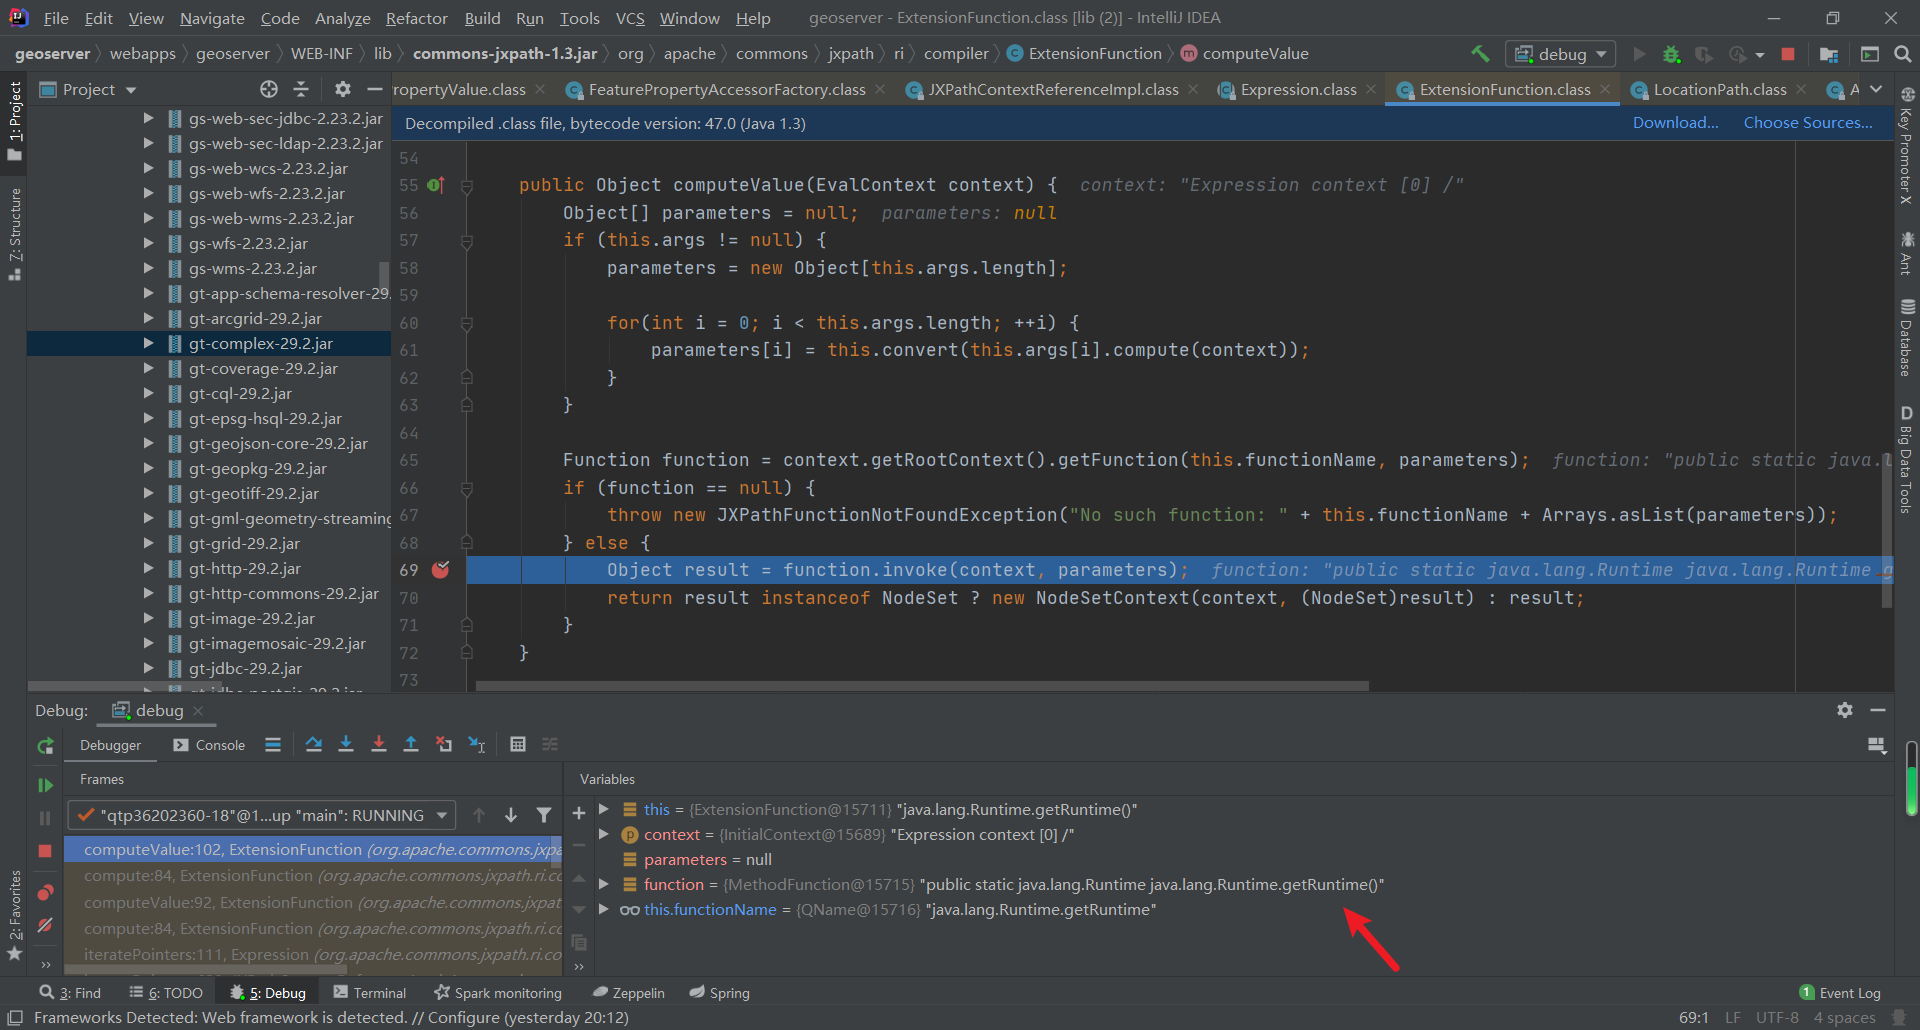 File Edit View Navigate Code Analyze Refactor Build Run Tools VCS Window Help geoserver - ExtensionFunction.class [lib (2)] - IntelliJ IDEA
geoserver webapps geoserver WEB-INF lib commons-jxpath-1.3.jar org apache commons jxpath ri compiler ExtensionFunction computeValue debug
Project ropertyValue.class FeaturePropertyAccessorFactory.class JXPathContextReferenceImpl.class Expression.class ExtensionFunction.class LocationPath.class A
Decompiled .class file, bytecode version: 47.0 (Java 1.3) Download... Choose Sources...
1: Project
7: Structure
2: Favorites
gs-web-sec-jdbc-2.23.2.jar
gs-web-sec-ldap-2.23.2.jar
gs-web-wcs-2.23.2.jar
gs-web-wfs-2.23.2.jar
gs-web-wms-2.23.2.jar
gs-wfs-2.23.2.jar
gs-wms-2.23.2.jar
gt-app-schema-resolver-29.
gt-arcgrid-29.2.jar
gt-complex-29.2.jar
gt-coverage-29.2.jar
gt-cql-29.2.jar
gt-epsg-hsql-29.2.jar
gt-geojson-core-29.2.jar
gt-geopkg-29.2.jar
gt-geotiff-29.2.jar
gt-gml-geometry-streaming
gt-grid-29.2.jar
gt-http-29.2.jar
gt-http-commons-29.2.jar
gt-image-29.2.jar
gt-imagemosaic-29.2.jar
gt-jdbc-29.2.jar
54
55 public Object computeValue(EvalContext context) { context: "Expression context [0] /"
56 Object[] parameters = null; parameters: null
57 if (this.args != null) {
58 parameters = new Object[this.args.length];
59
60 for(int i = 0; i < this.args.length; ++i) {
61 parameters[i] = this.convert(this.args[i].compute(context));
62 }
63 }
64
65 Function function = context.getRootContext().getFunction(this.functionName, parameters); function: "public static java.l
66 if (function == null) {
67 throw new JXPathFunctionNotFoundException("No such function: " + this.functionName + Arrays.asList(parameters));
68 } else {
69 Object result = function.invoke(context, parameters); function: "public static java.lang.Runtime java.lang.Runtime g
70 return result instanceof NodeSet ? new NodeSetContext(context, (NodeSet)result) : result;
71 }
72 }
73
Key Promoter X
Ant
Database
D Big Data Tools
Debug: debug
Debugger Console
Frames
"qtp36202360-18"@1...up "main": RUNNING
computeValue:102, ExtensionFunction (org.apache.commons.jxpa
compute:84, ExtensionFunction (org.apache.commons.jxpath.ri.co
computeValue:92, ExtensionFunction (org.apache.commons.jxpat
compute:84, ExtensionFunction (org.apache.commons.jxpath.ri.co
iteratePointers:111, Expression (org.apache.commons.jxpath.ri.co
Variables
this = {ExtensionFunction@15711} "java.lang.Runtime.getRuntime()"
context = {InitialContext@15689} "Expression context [0] /"
parameters = null
function = {MethodFunction@15715} "public static java.lang.Runtime java.lang.Runtime.getRuntime()"
this.functionName = {QName@15716} "java.lang.Runtime.getRuntime"
3: Find 6: TODO 5: Debug Terminal Spark monitoring Zeppelin Spring 1 Event Log
Frameworks Detected: Web framework is detected. // Configure (yesterday 20:12) 69:1 LF UTF-8 4 spaces